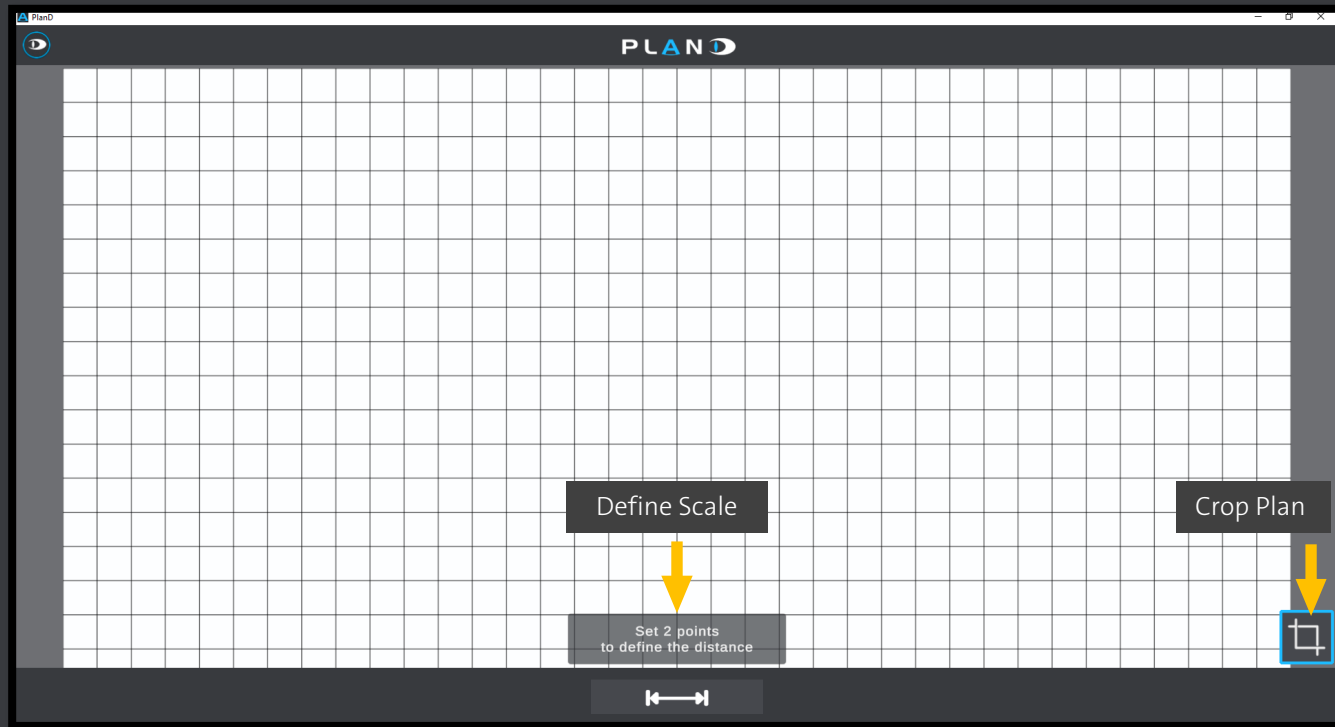 PlanD
PLAND
Define Scale
Crop Plan
Set 2 points
to define the distance